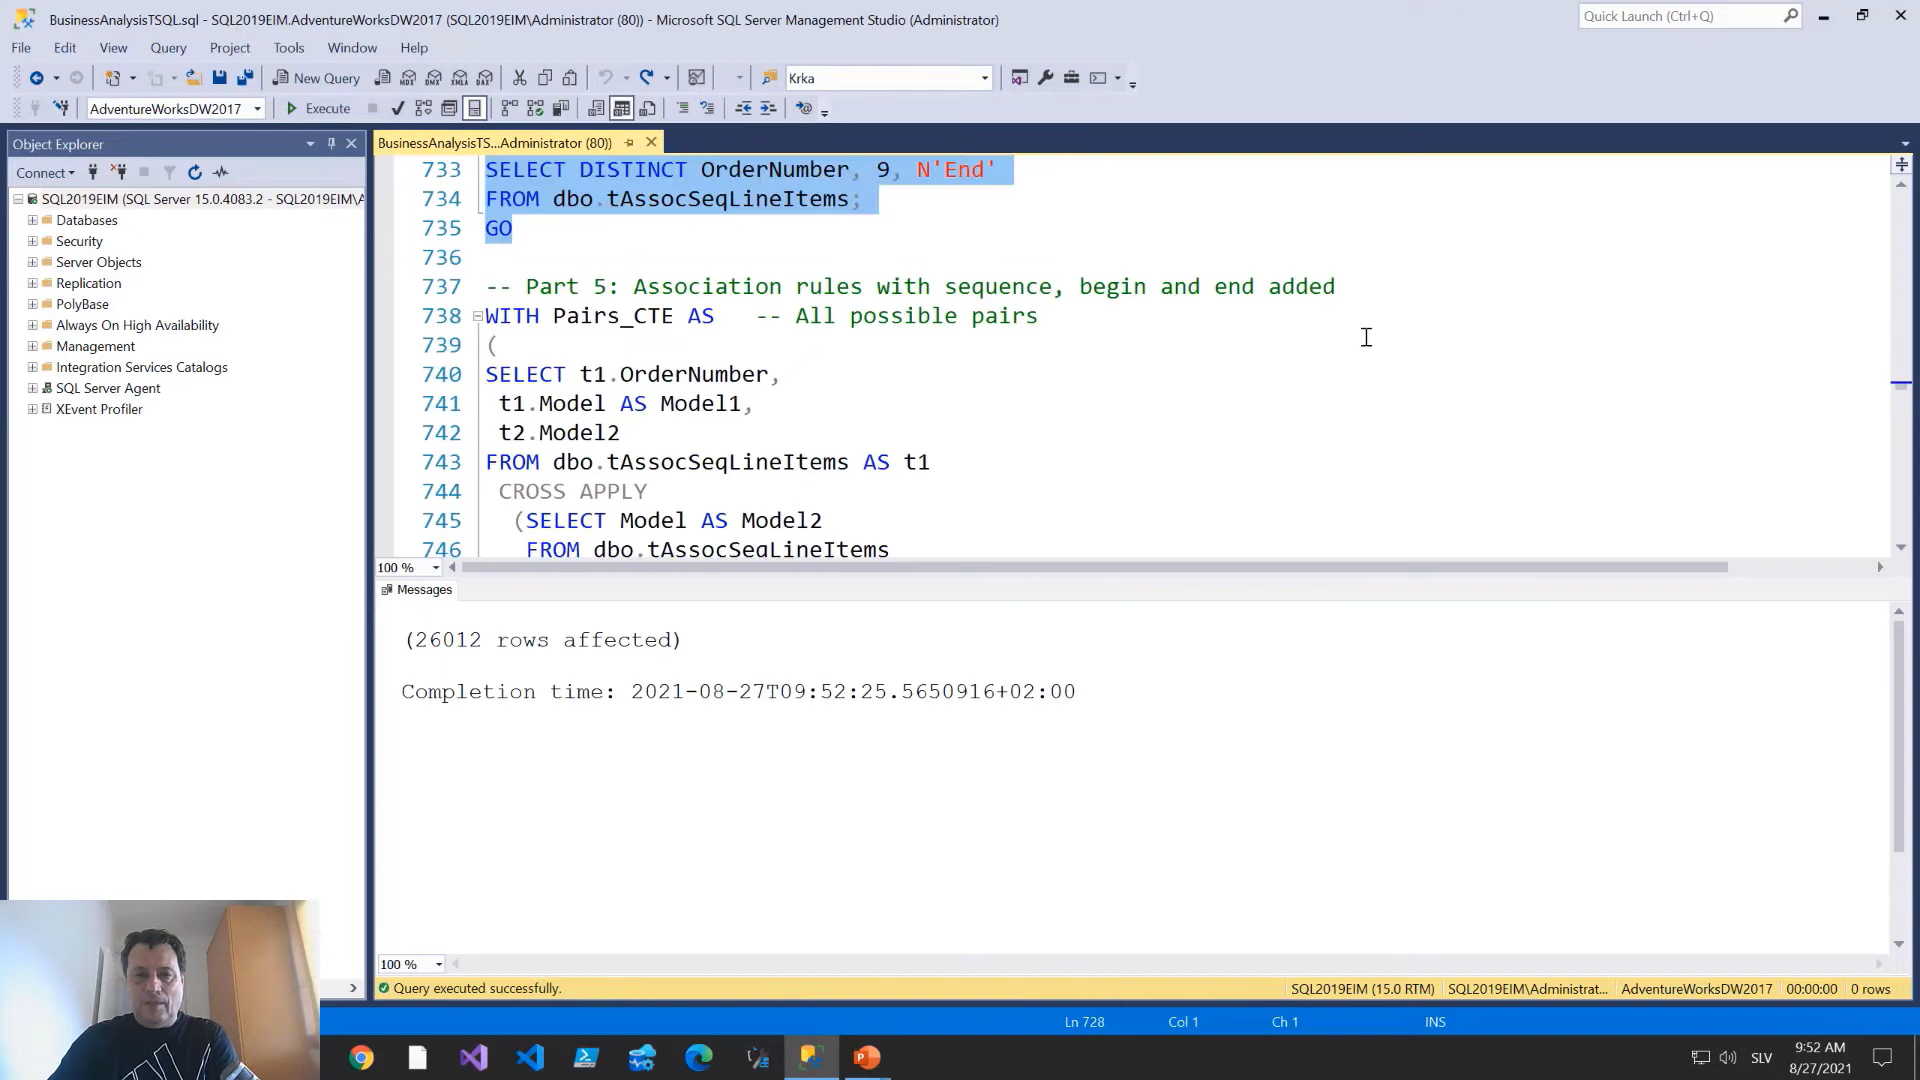 BusinessAnalysisTSQL.sql - SQL2019EIM.AdventureWorksDW2017 (SQL2019EIM\Administrator (80)) - Microsoft SQL Server Management Studio (Administrator)
Quick Launch (Ctrl+Q)
File Edit View Query Project Tools Window Help
New Query
Krka
AdventureWorksDW2017
Execute
Object Explorer
Connect
SQL2019EIM (SQL Server 15.0.4083.2 - SQL2019EIM\A
Databases
Security
Server Objects
Replication
PolyBase
Always On High Availability
Management
Integration Services Catalogs
SQL Server Agent
XEvent Profiler
BusinessAnalysisTS...Administrator (80))
733 SELECT DISTINCT OrderNumber, 9, N'End'
734 FROM dbo.tAssocSeqLineItems;
735 GO
736
737 -- Part 5: Association rules with sequence, begin and end added
738 WITH Pairs_CTE AS -- All possible pairs
739 (
740 SELECT t1.OrderNumber,
741 t1.Model AS Model1,
742 t2.Model2
743 FROM dbo.tAssocSeqLineItems AS t1
744 CROSS APPLY
745 (SELECT Model AS Model2
746 FROM dbo.tAssocSeqLineItems
100 %
Messages
(26012 rows affected)
Completion time: 2021-08-27T09:52:25.5650916+02:00
100 %
Query executed successfully.
SQL2019EIM (15.0 RTM)
SQL2019EIM\Administrat...
AdventureWorksDW2017
00:00:00
0 rows
Ln 728
Col 1
Ch 1
INS
SLV
9:52 AM
8/27/2021